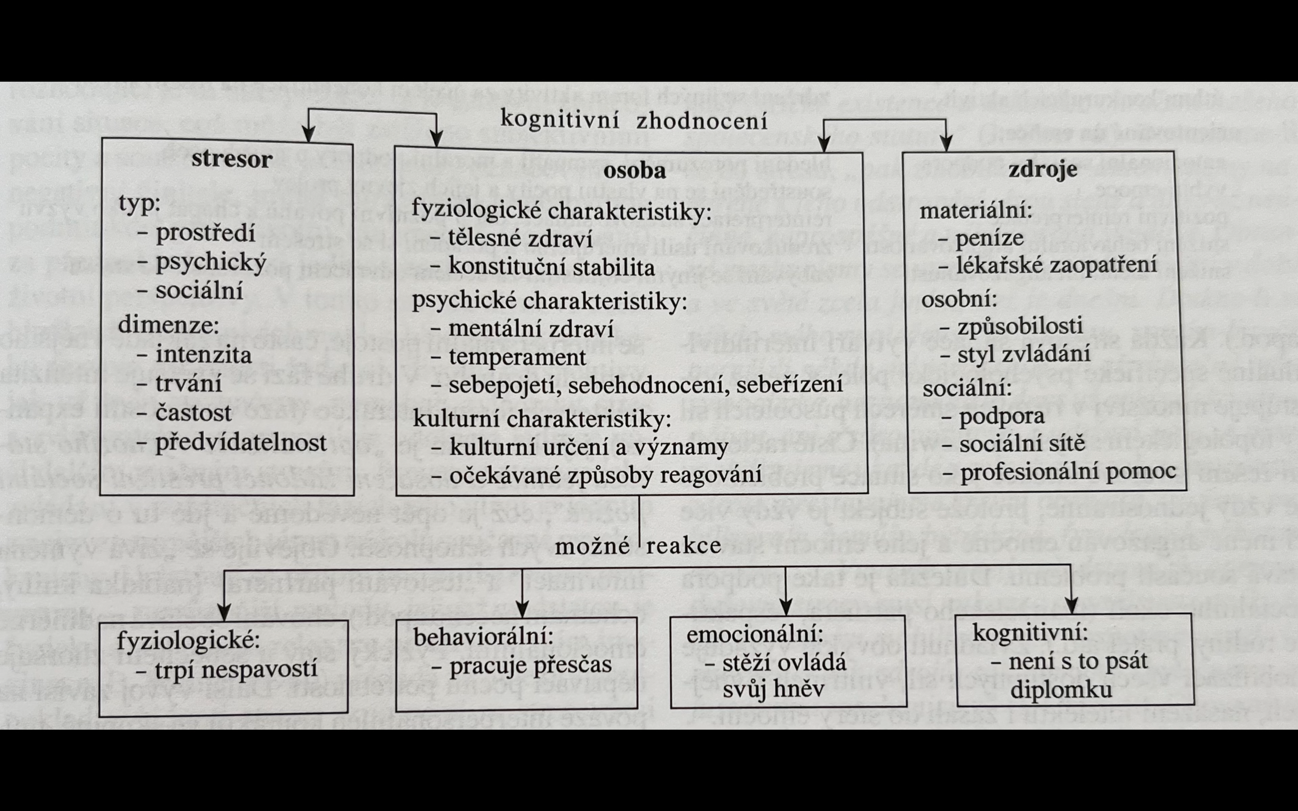 kognitivní zhodnocení
stresor
typ:
– prostředí
– psychický
– sociální
dimenze:
– intenzita
– trvání
– častost
– předvídatelnost
osoba
fyziologické charakteristiky:
– tělesné zdraví
– konstituční stabilita
psychické charakteristiky:
– mentální zdraví
– temperament
– sebepojetí, sebehodnocení, sebeřízení
kulturní charakteristiky:
– kulturní určení a významy
– očekávané způsoby reagování
zdroje
materiální:
– peníze
– lékařské zaopatření
osobní:
– způsobilosti
– styl zvládání
sociální:
– podpora
– sociální sítě
– profesionální pomoc
možné reakce
fyziologické:
– trpí nespavostí
behaviorální:
– pracuje přesčas
emocionální:
– stěží ovládá
svůj hněv
kognitivní:
– není s to psát
diplomku